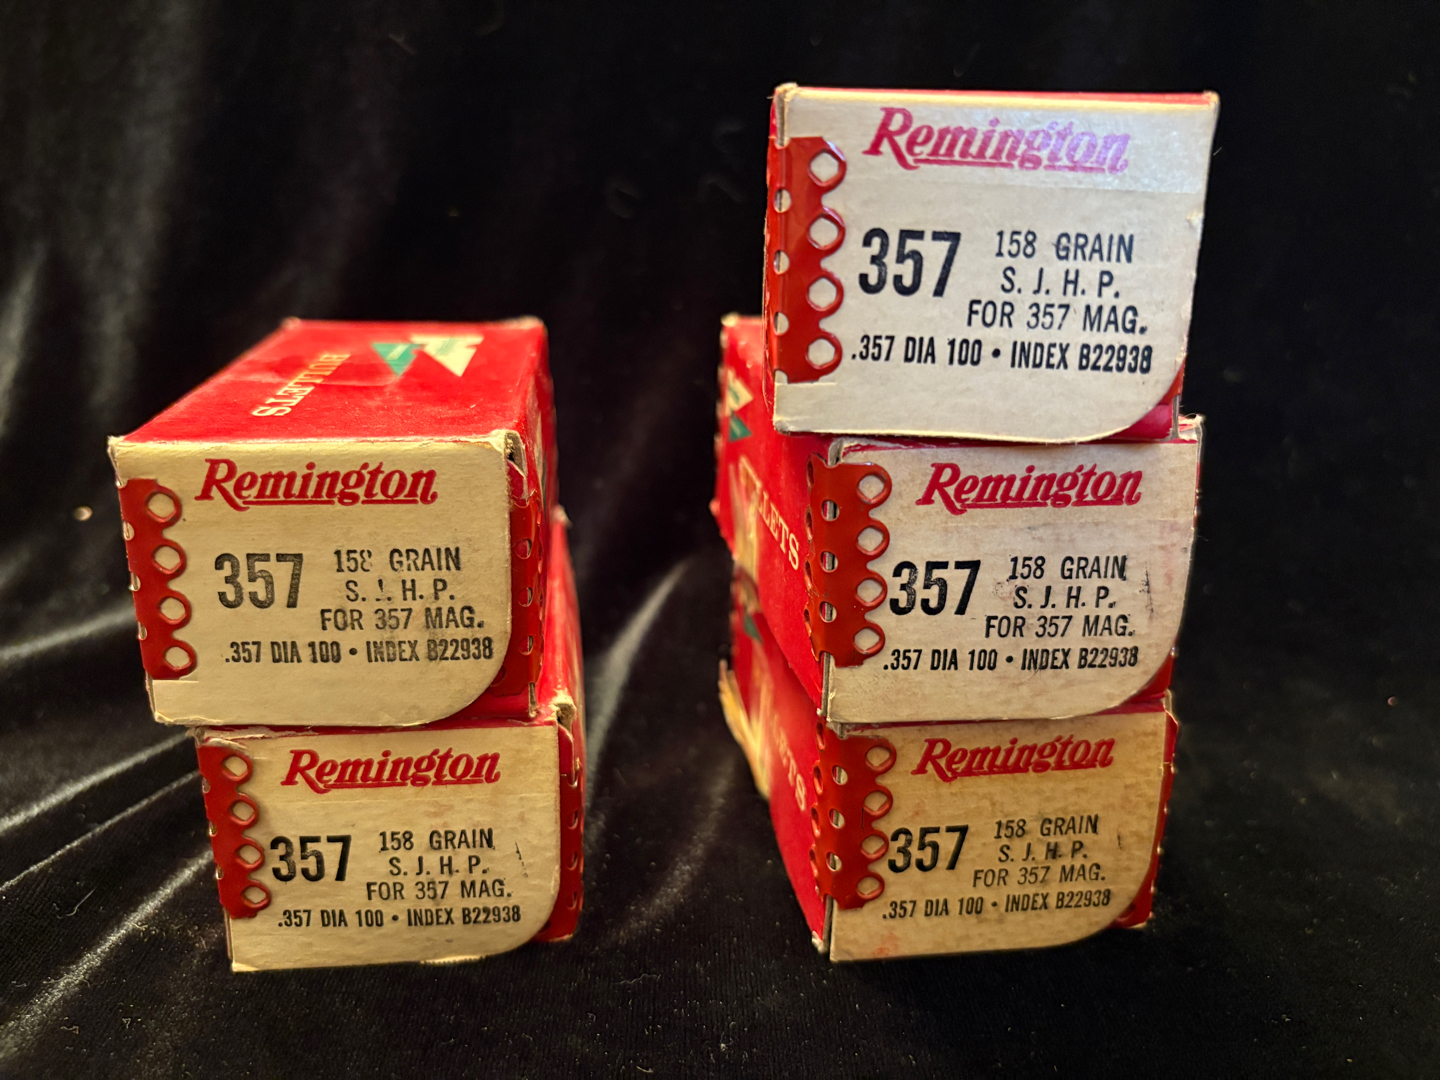 BULLETS
Remington
357 158 GRAIN
S. J. H. P.
FOR 357 MAG.
.357 DIA 100 • INDEX B22938
Remington
357 158 GRAIN
S. J. H. P.
FOR 357 MAG.
.357 DIA 100 • INDEX B22938
Remington
357 158 GRAIN
S. J. H. P.
FOR 357 MAG.
.357 DIA 100 • INDEX B22938
Remington
357 158 GRAIN
S. J. H. P.
FOR 357 MAG.
.357 DIA 100 • INDEX B22938
Remington
357 158 GRAIN
S. J. H. P.
FOR 357 MAG.
.357 DIA 100 • INDEX B22938